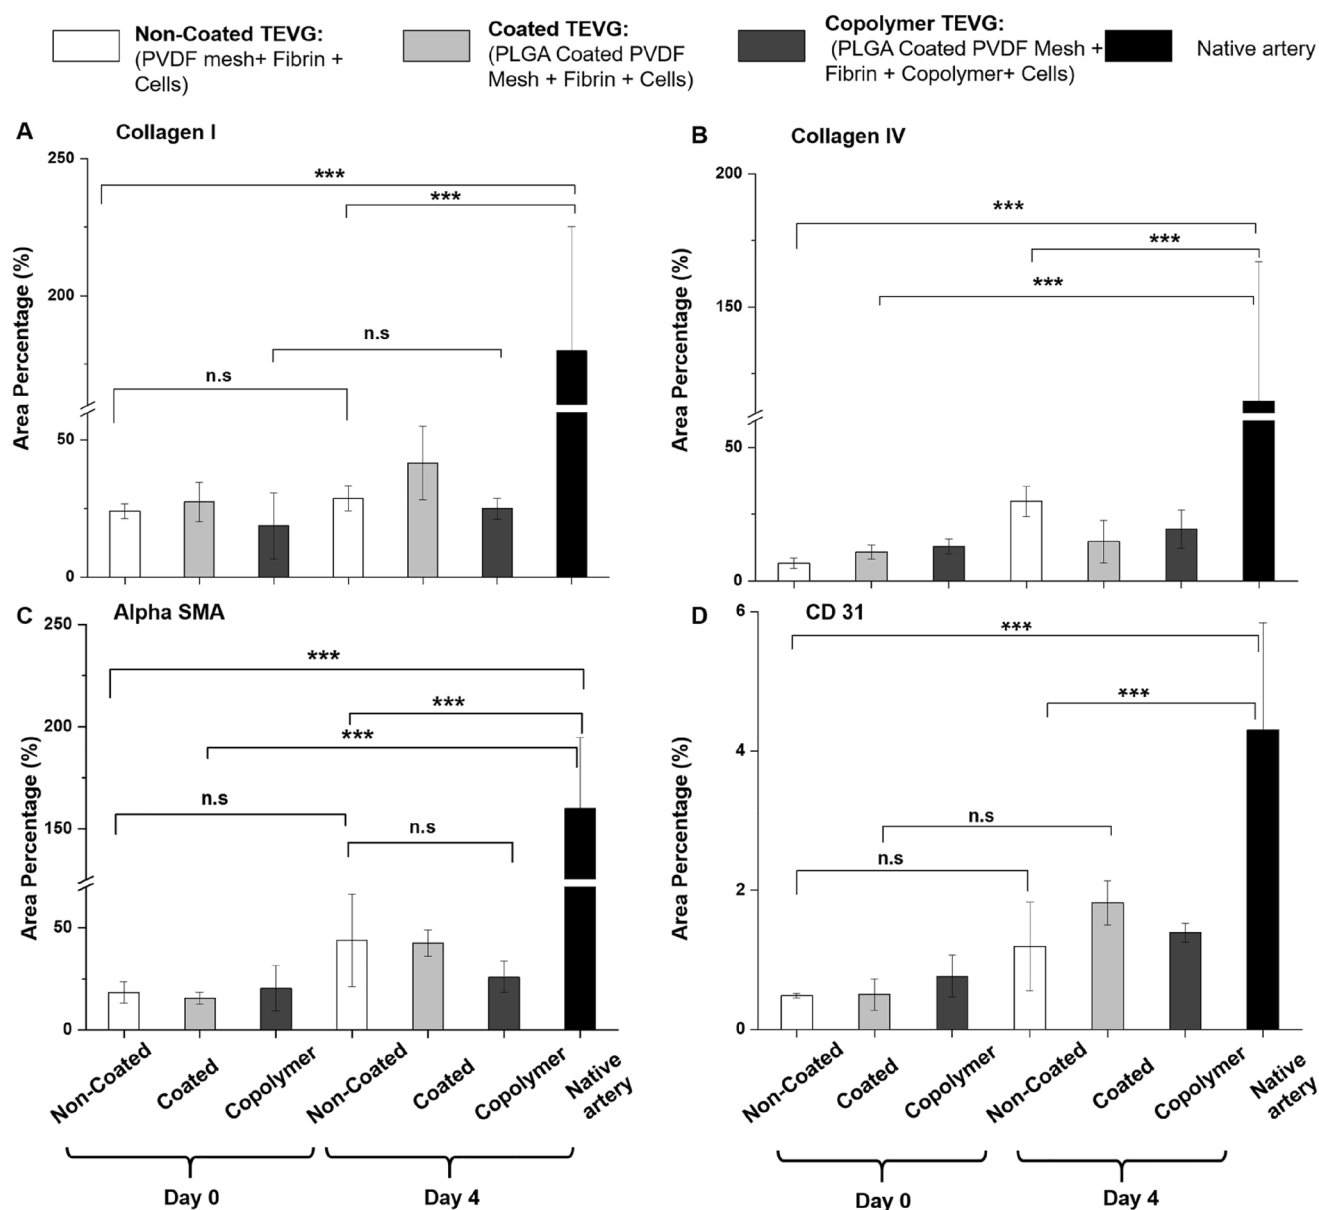 Non-Coated TEVG:
(PVDF mesh+ Fibrin +
Cells)
Coated TEVG:
(PLGA Coated PVDF
Mesh + Fibrin + Cells)
Copolymer TEVG:
(PLGA Coated PVDF Mesh +
Fibrin + Copolymer+ Cells)
Native artery
A
Collagen I
Area Percentage (%)
250
200
50
0
***
***
n.s
n.s
B
Collagen IV
Area Percentage (%)
200
150
50
0
***
***
***
C
Alpha SMA
Area Percentage (%)
250
200
150
50
0
***
***
***
n.s
n.s
Non-Coated
Coated
Copolymer
Non-Coated
Coated
Copolymer
Native
artery
Day 0
Day 4
D
CD 31
Area Percentage (%)
6
4
2
0
***
***
n.s
n.s
Non-Coated
Coated
Copolymer
Non-Coated
Coated
Copolymer
Native
artery
Day 0
Day 4